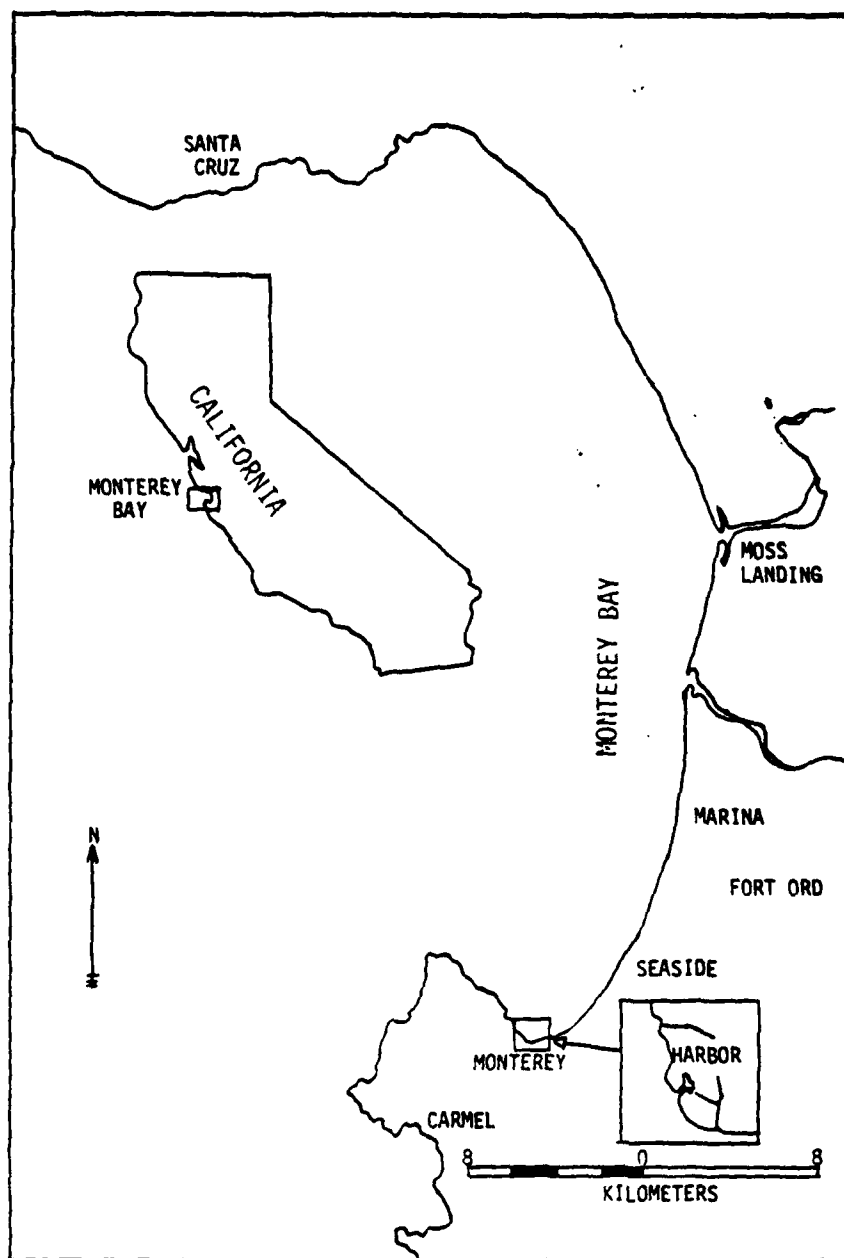 SANTA
CRUZ
CALIFORNIA
MONTEREY
BAY
MOSS
LANDING
MONTEREY BAY
MARINA
N
FORT ORD
SEASIDE
HARBOR
MONTEREY
CARMEL
8 0 8
KILOMETERS